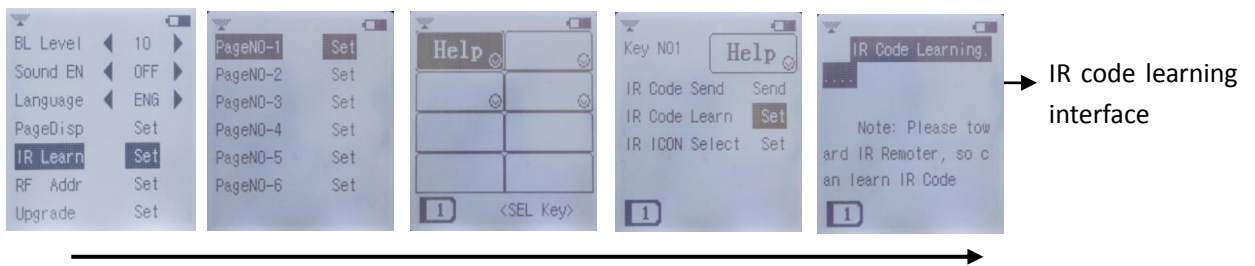 BL Level 10
Sound EN OFF
Language ENG
PageDisp Set
IR Learn Set
RF Addr Set
Upgrade Set
PageNO-1 Set
PageNO-2 Set
PageNO-3 Set
PageNO-4 Set
PageNO-5 Set
PageNO-6 Set
Help
1 <SEL Key>
Key NO1 Help
IR Code Send Send
IR Code Learn Set
IR ICON Select Set
1
IR Code Learning.
....
Note: Please tow
ard IR Remoter, so c
an learn IR Code
1
IR code learning
interface